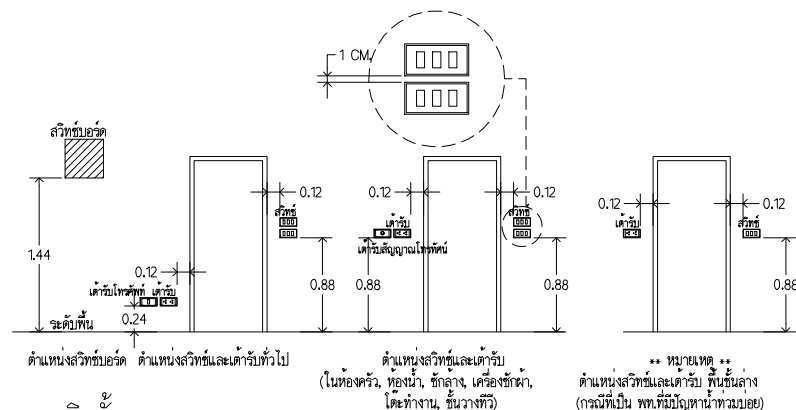 1 CM.
สวิทช์บอร์ด
0.12
0.12
0.12
0.12
0.12
สวิทช์
เต้ารับ
สวิทช์
เต้ารับ
สวิทช์
เต้ารับสัญญาณโทรทัศน์
1.44
0.12
0.88
0.88
0.88
0.88
เต้ารับโทรศัพท์ เต้ารับ
0.24
ระดับพื้น
ตำแหน่งสวิทช์บอร์ด
ตำแหน่งสวิทช์และเต้ารับทั่วไป
ตำแหน่งสวิทช์และเต้ารับ
(ในห้องครัว, ห้องน้ำ, ซักล้าง, เครื่องซักผ้า,
โต๊ะทำงาน, ชั้นวางทีวี)
** หมายเหตุ **
ตำแหน่งสวิทช์และเต้ารับ พื้นชั้นล่าง
(กรณีที่เป็น พท.ที่มีปัญหาน้ำท่วมบ่อย)